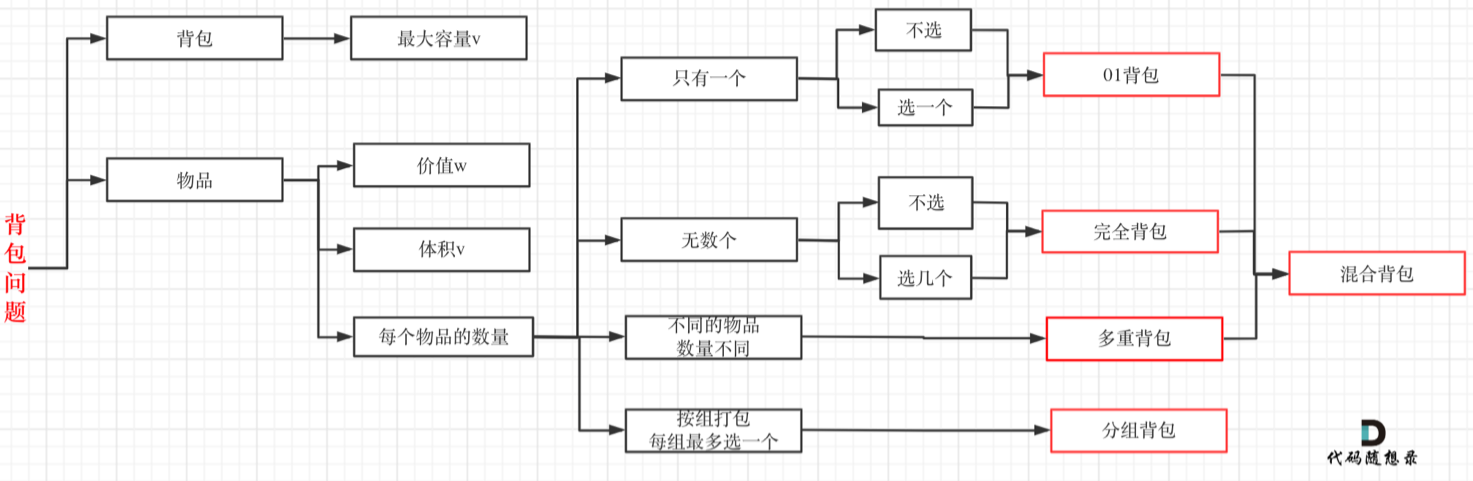 背包问题
背包
最大容量v
物品
价值w
体积v
每个物品的数量
只有一个
不选
选一个
01背包
无数个
不选
选几个
完全背包
不同的物品
数量不同
多重背包
混合背包
按组打包
每组最多选一个
分组背包
代码随想录